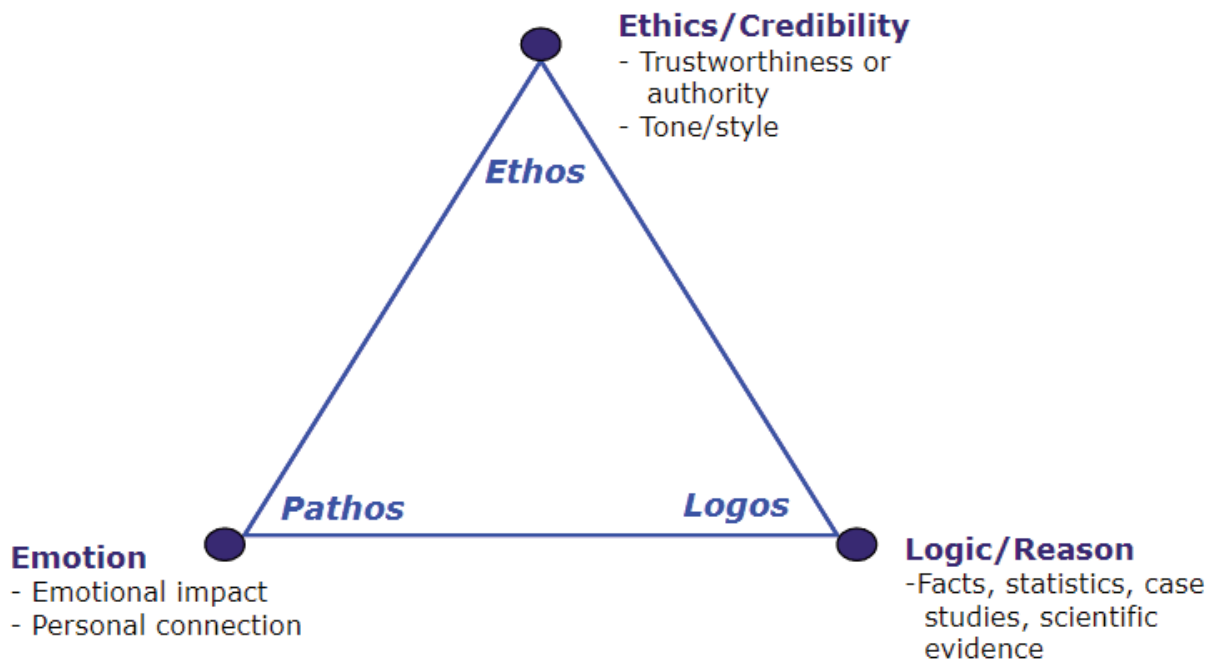 Ethics/Credibility
- Trustworthiness or
authority
- Tone/style
Ethos
Pathos
Logos
Emotion
- Emotional impact
- Personal connection
Logic/Reason
-Facts, statistics, case
studies, scientific
evidence